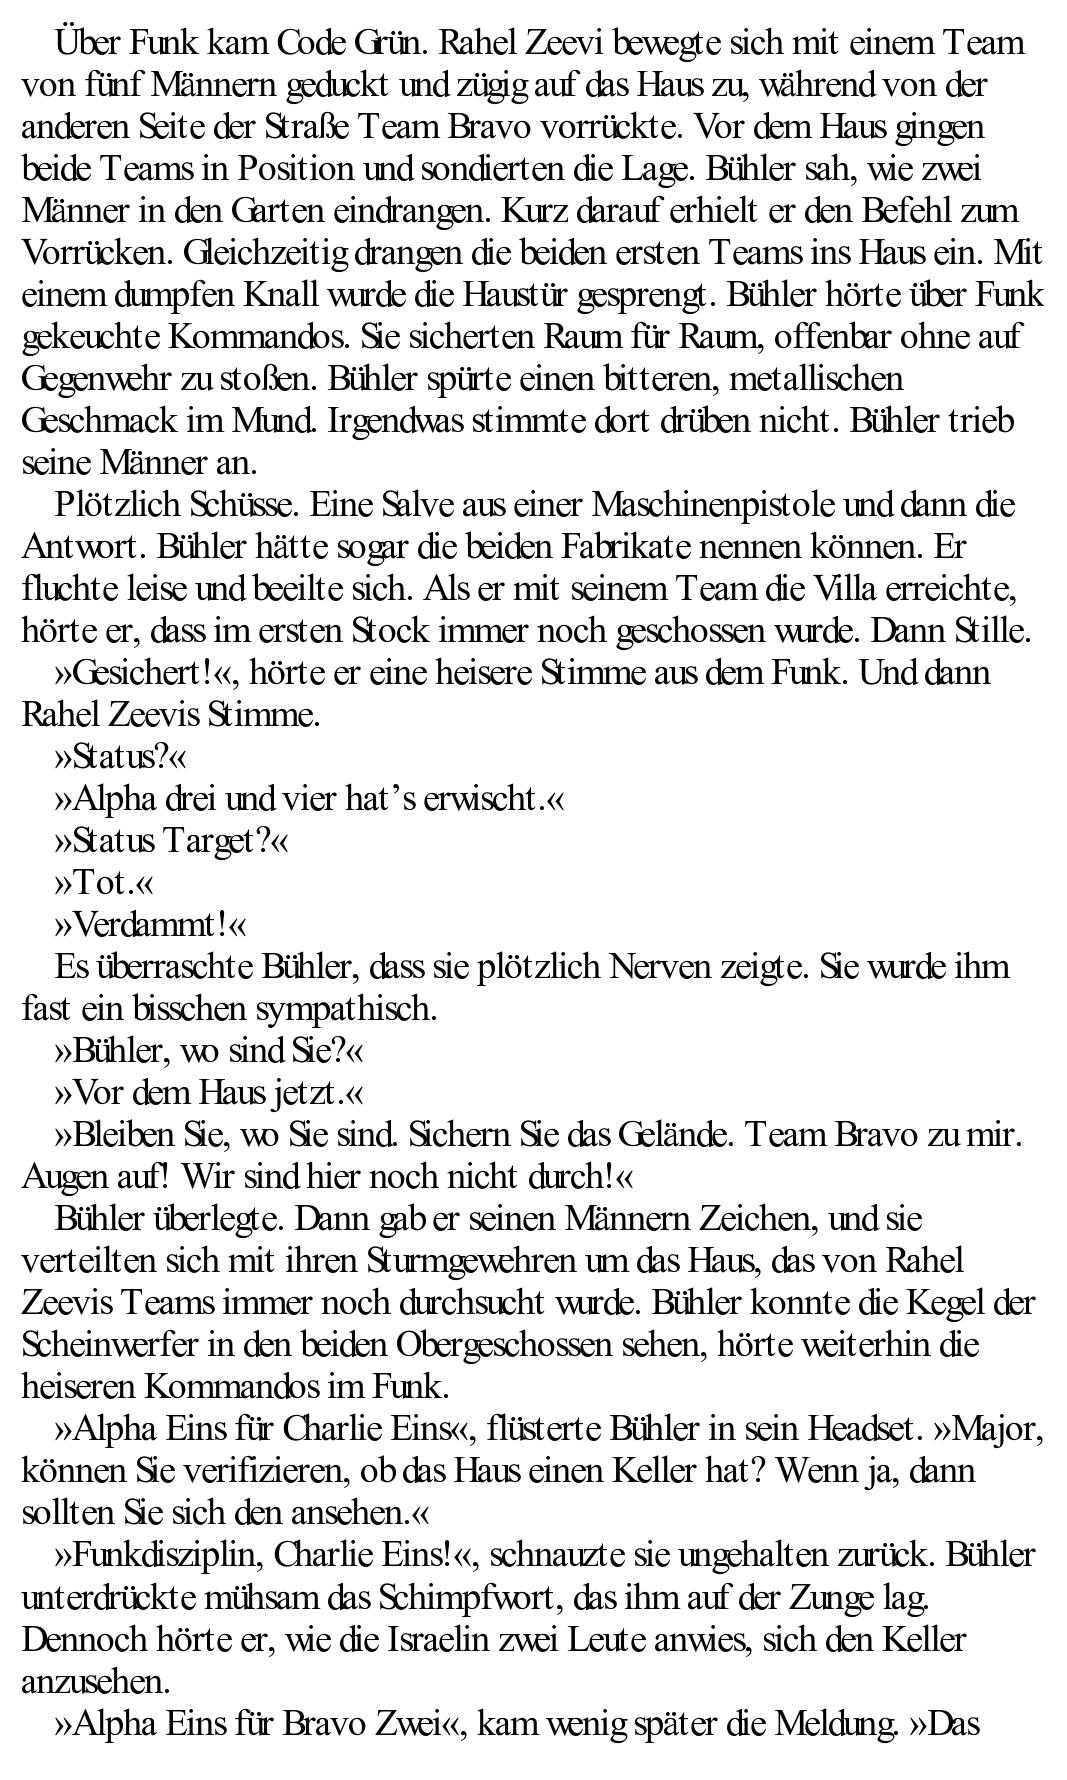 Über Funk kam Code Grün. Rahel Zeevi bewegte sich mit einem Team
von fünf Männern geduckt und zügig auf das Haus zu, während von der
anderen Seite der Straße Team Bravo vorrückte. Vor dem Haus gingen
beide Teams in Position und sondierten die Lage. Bühler sah, wie zwei
Männer in den Garten eindrangen. Kurz darauf erhielt er den Befehl zum
Vorrücken. Gleichzeitig drangen die beiden ersten Teams ins Haus ein. Mit
einem dumpfen Knall wurde die Haustür gesprengt. Bühler hörte über Funk
gekeuchte Kommandos. Sie sicherten Raum für Raum, offenbar ohne auf
Gegenwehr zu stoßen. Bühler spürte einen bitteren, metallischen
Geschmack im Mund. Irgendwas stimmte dort drüben nicht. Bühler trieb
seine Männer an.
Plötzlich Schüsse. Eine Salve aus einer Maschinenpistole und dann die
Antwort. Bühler hätte sogar die beiden Fabrikate nennen können. Er
fluchte leise und beeilte sich. Als er mit seinem Team die Villa erreichte,
hörte er, dass im ersten Stock immer noch geschossen wurde. Dann Stille.
»Gesichert!«, hörte er eine heisere Stimme aus dem Funk. Und dann
Rahel Zeevis Stimme.
»Status?«
»Alpha drei und vier hat’s erwischt.«
»Status Target?«
»Tot.«
»Verdammt!«
Es überraschte Bühler, dass sie plötzlich Nerven zeigte. Sie wurde ihm
fast ein bisschen sympathisch.
»Bühler, wo sind Sie?«
»Vor dem Haus jetzt.«
»Bleiben Sie, wo Sie sind. Sichern Sie das Gelände. Team Bravo zu mir.
Augen auf! Wir sind hier noch nicht durch!«
Bühler überlegte. Dann gab er seinen Männern Zeichen, und sie
verteilten sich mit ihren Sturmgewehren um das Haus, das von Rahel
Zeevis Teams immer noch durchsucht wurde. Bühler konnte die Kegel der
Scheinwerfer in den beiden Obergeschossen sehen, hörte weiterhin die
heiseren Kommandos im Funk.
»Alpha Eins für Charlie Eins«, flüsterte Bühler in sein Headset. »Major,
können Sie verifizieren, ob das Haus einen Keller hat? Wenn ja, dann
sollten Sie sich den ansehen.«
»Funkdisziplin, Charlie Eins!«, schnauzte sie ungehalten zurück. Bühler
unterdrückte mühsam das Schimpfwort, das ihm auf der Zunge lag.
Dennoch hörte er, wie die Israelin zwei Leute anwies, sich den Keller
anzusehen.
»Alpha Eins für Bravo Zwei«, kam wenig später die Meldung. »Das